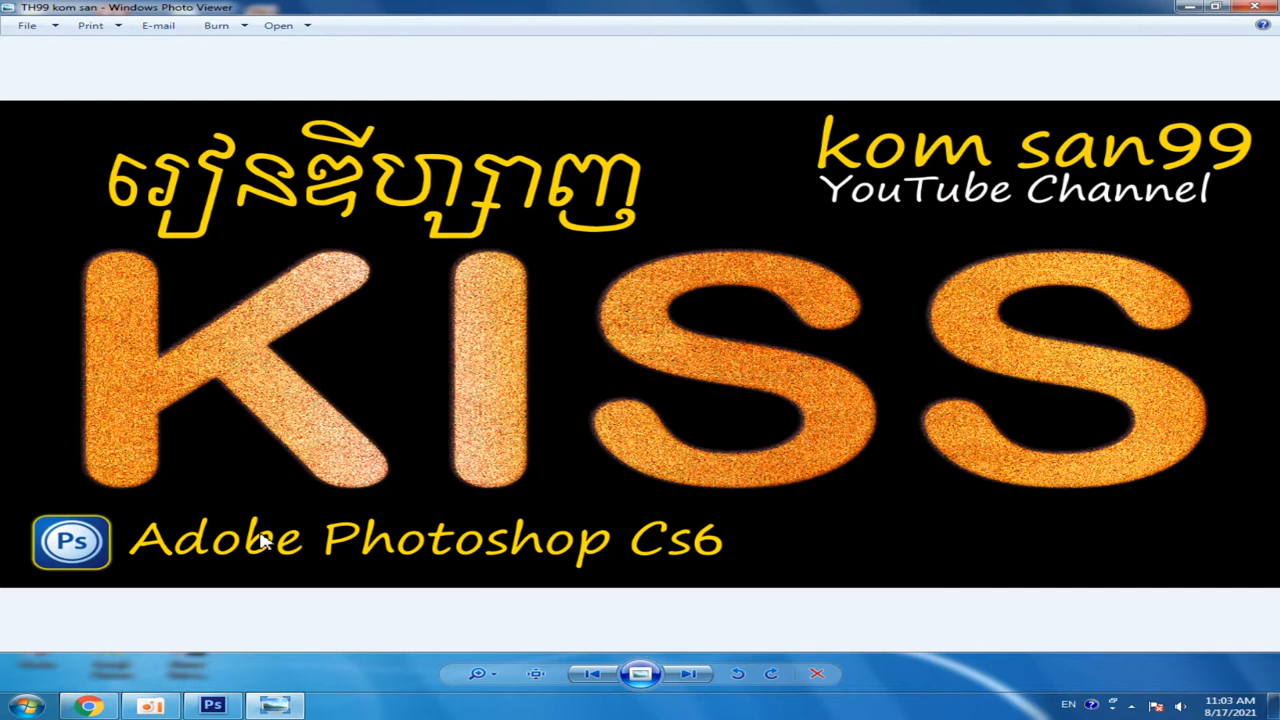 TH99 kom san - Windows Photo Viewer
File Print E-mail Burn Open
រៀនឌីហ្សាញ
kom san99
YouTube Channel
KISS
Ps Adobe Photoshop Cs6
Ps
EN
11:03 AM
8/17/2021